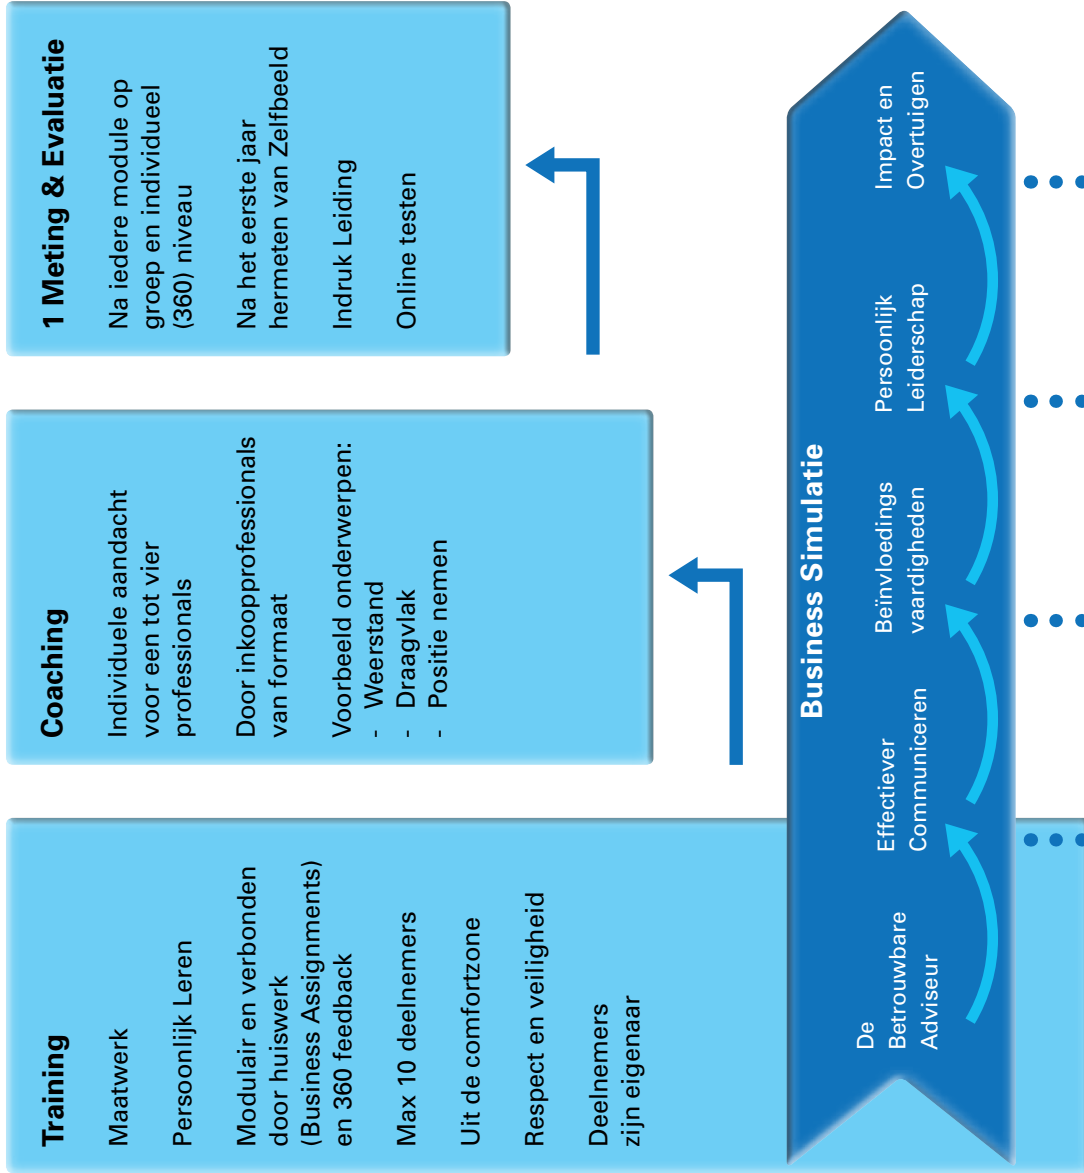 Training
Maatwerk
Persoonlijk Leren
Modulair en verbonden
door huiswerk
(Business Assignments)
en 360 feedback
Max 10 deelnemers
Uit de comfortzone
Respect en veiligheid
Deelnemers
zijn eigenaar
Coaching
Individuele aandacht
voor een tot vier
professionals
Door inkoopprofessionals
van formaat
Voorbeeld onderwerpen:
- Weerstand
- Draagvlak
- Positie nemen
1 Meting & Evaluatie
Na iedere module op
groep en individueel
(360) niveau
Na het eerste jaar
hermeten van Zelfbeeld
Indruk Leiding
Online testen
Business Simulatie
De
Betrouwbare
Adviseur
Effectiever
Communiceren
Beïnvloedings
vaardigheden
Persoonlijk
Leiderschap
Impact en
Overtuigen